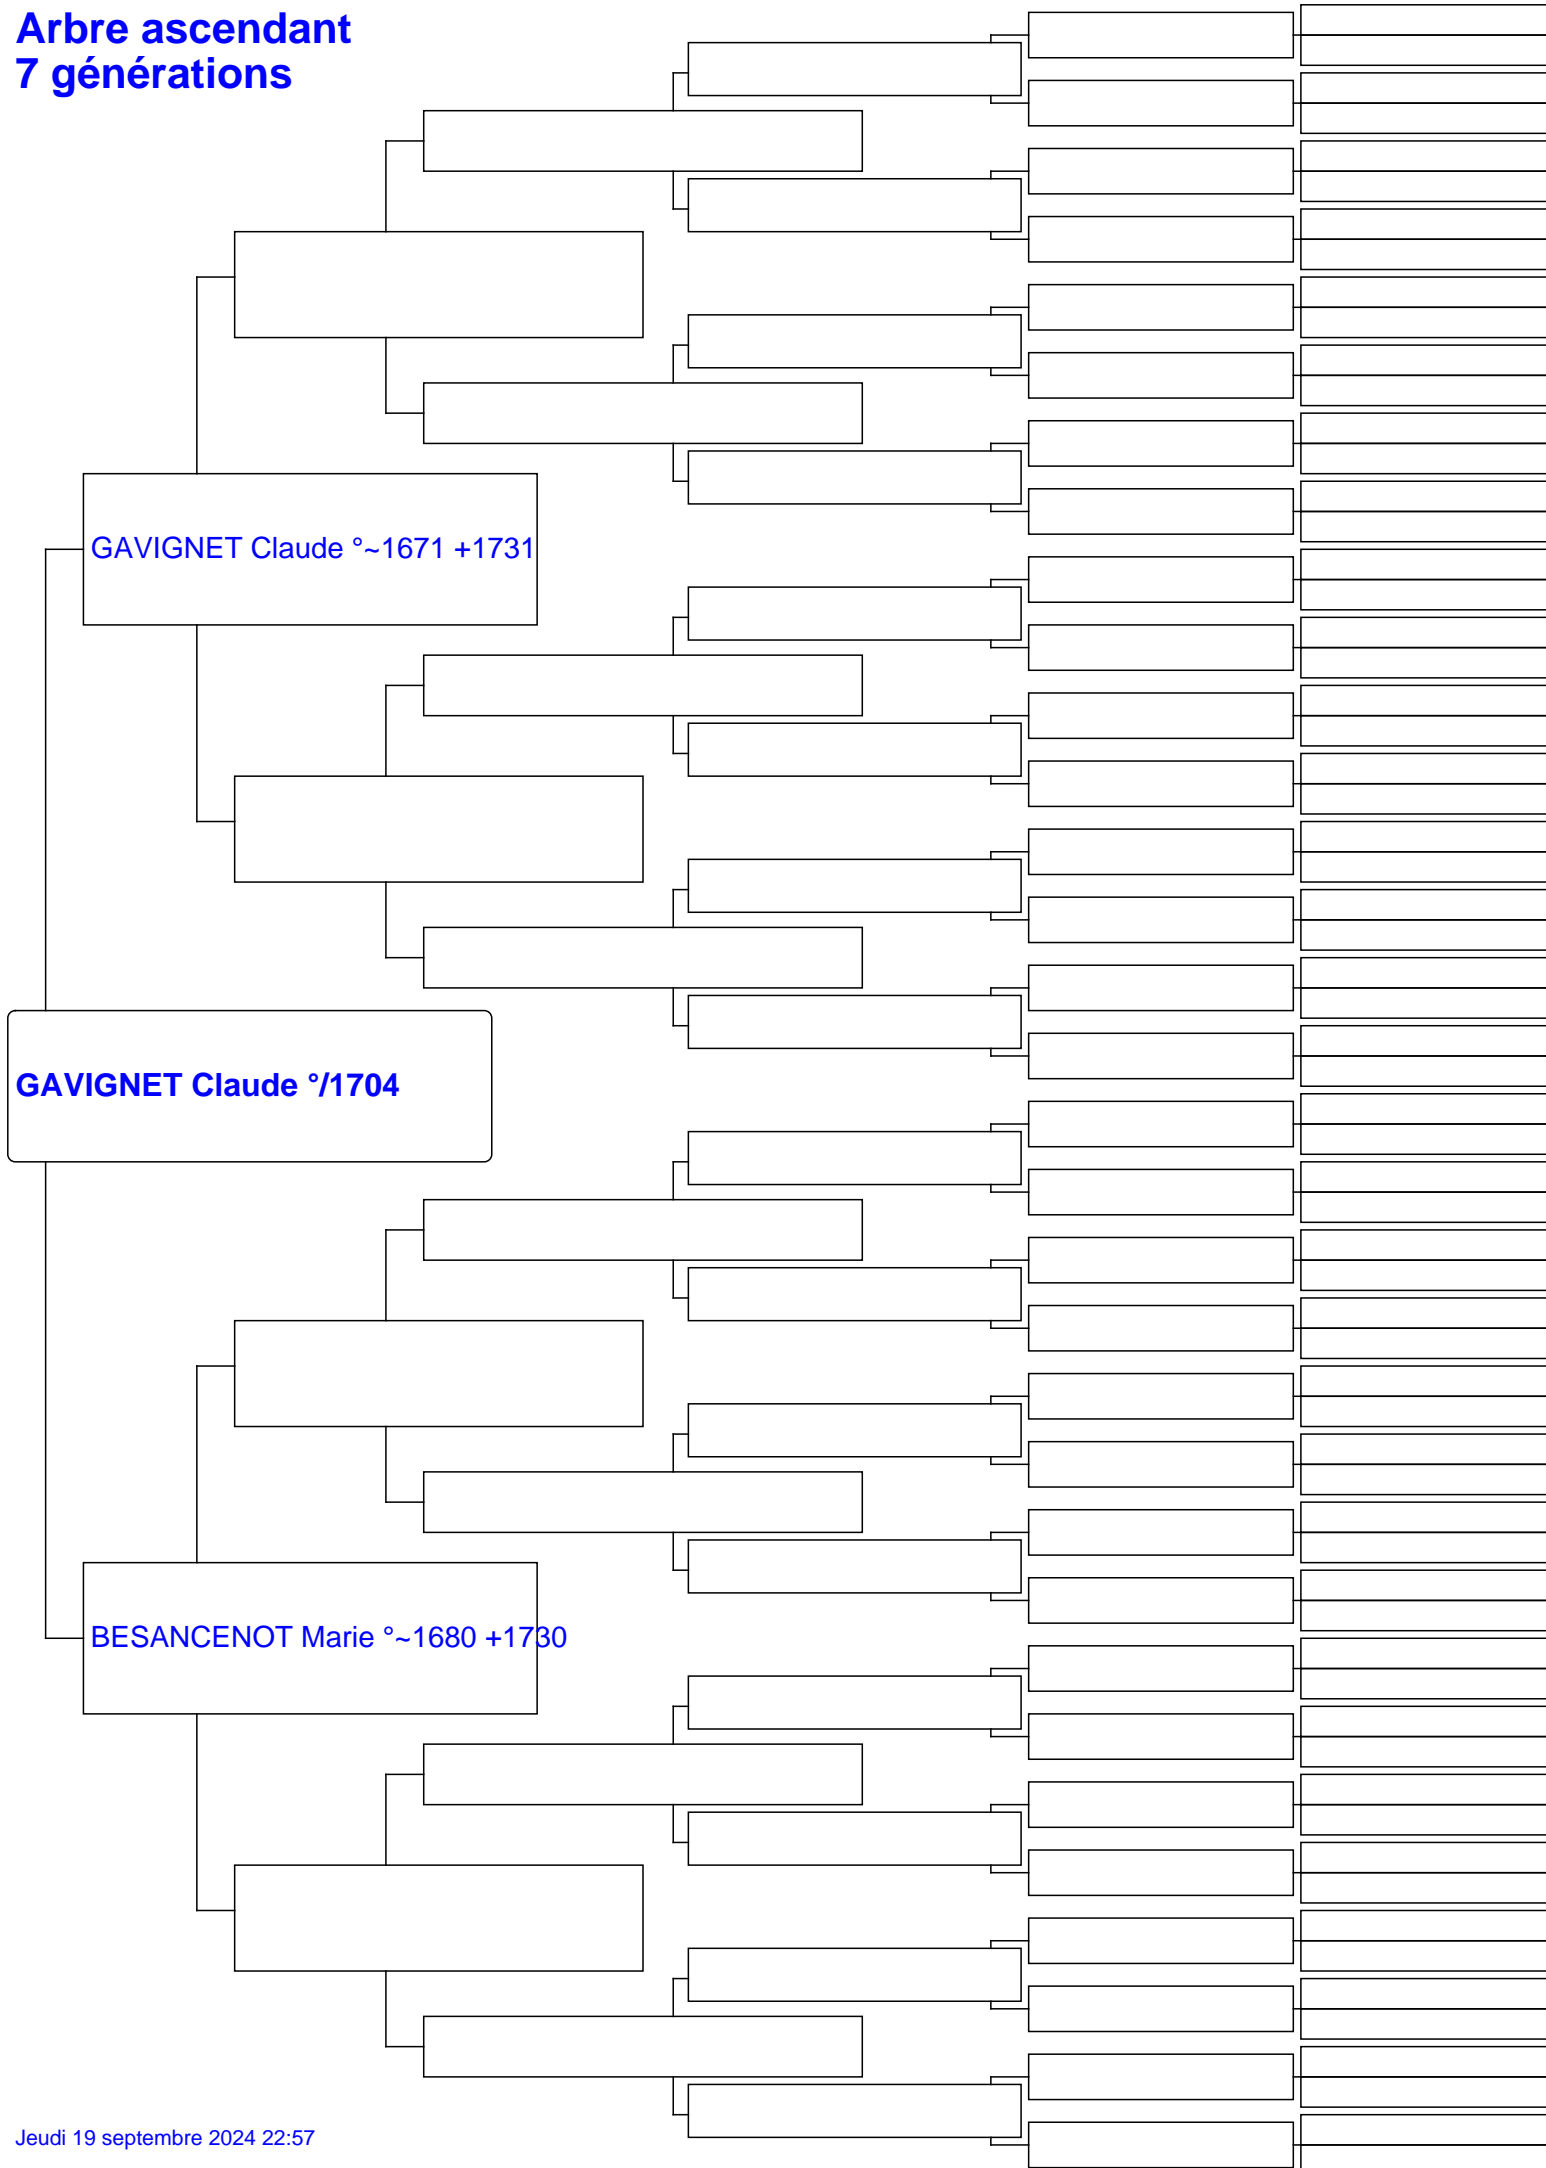 Arbre ascendant
7 générations
GAVIGNET Claude °~1671 +1731
GAVIGNET Claude °/1704
BESANCENOT Marie °~1680 +1730
Jeudi 19 septembre 2024 22:57